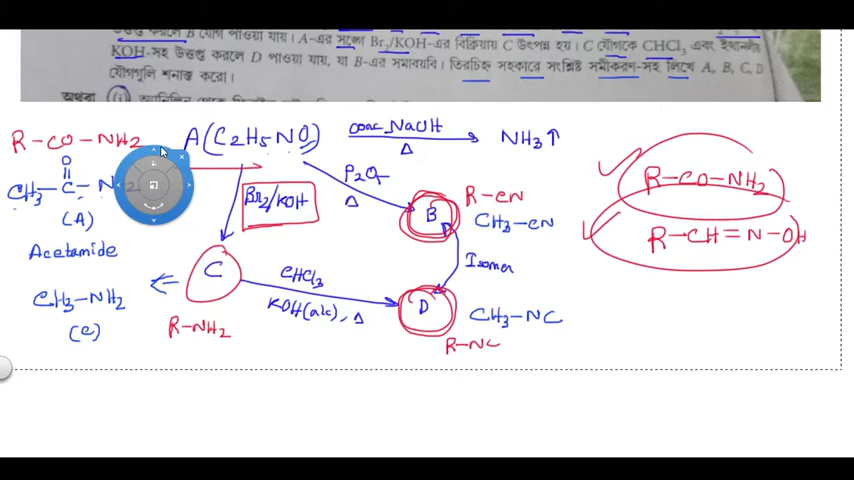 উত্তপ্ত করলে B যৌগ পাওয়া যায়। A-এর সঙ্গে Br₂/KOH-এর বিক্রিয়ায় C উৎপন্ন হয়। C যৌগকে CHCl₃ এবং ইথানলীয়
KOH-সহ উত্তপ্ত করলে D পাওয়া যায়, যা B-এর সমাবয়বি। তিরচিহ্ন সহকারে সংশ্লিষ্ট সমীকরণ-সহ লিখে A, B, C, D
যৌগগুলি শনাক্ত করো।
অথবা (i)
R-CO-NH2 A(C2H5NO) conc. NaOH Δ NH3↑
O
CH3-C-N
(A)
Acetamide
Br2/KOH
P2O5 Δ
B R-CN
CH3-CN
Isomer
R-CO-NH2
R-CH=N-OH
C CHCl3
KOH(alc), Δ
D CH3-NC
R-NC
CH3-NH2
(C)
R-NH2